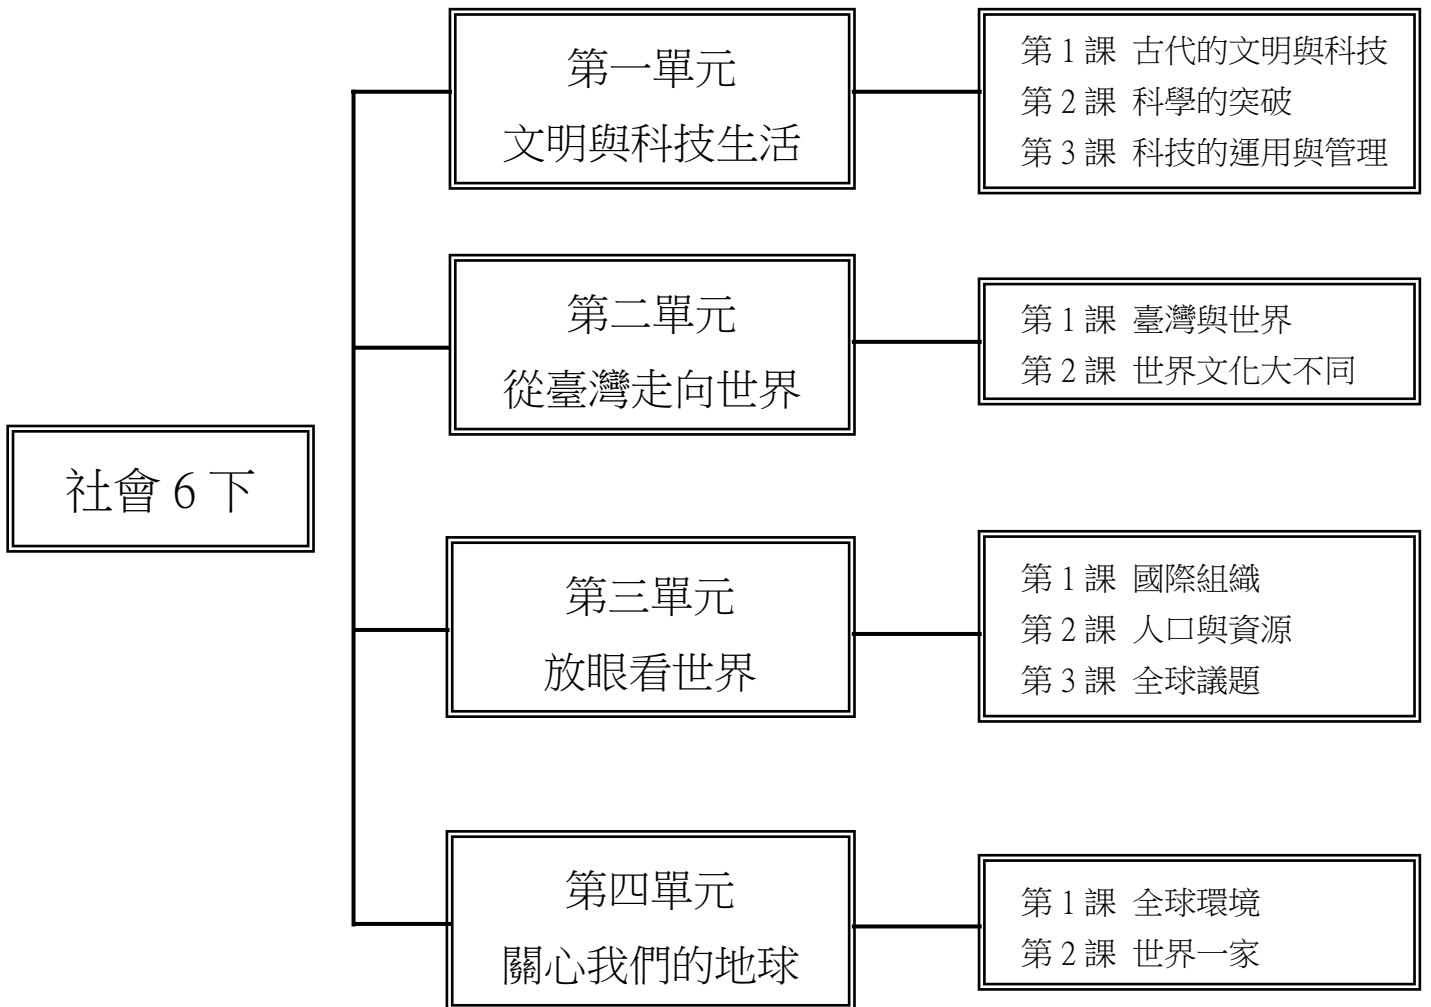 社會 6 下
第一單元
文明與科技生活
第 1 課 古代的文明與科技
第 2 課 科學的突破
第 3 課 科技的運用與管理
第二單元
從臺灣走向世界
第 1 課 臺灣與世界
第 2 課 世界文化大不同
第三單元
放眼看世界
第 1 課 國際組織
第 2 課 人口與資源
第 3 課 全球議題
第四單元
關心我們的地球
第 1 課 全球環境
第 2 課 世界一家